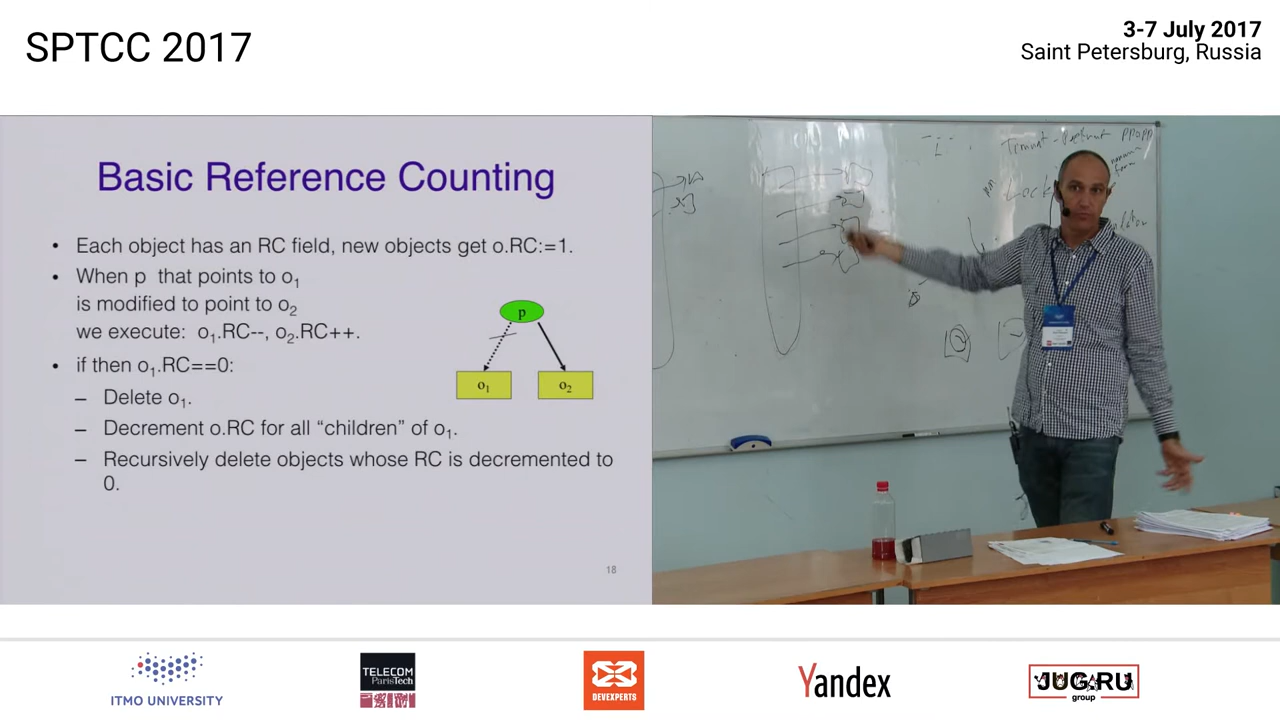 SPTCC 2017
3-7 July 2017
Saint Petersburg, Russia
Basic Reference Counting
• Each object has an RC field, new objects get o.RC:=1.
• When p that points to o₁
is modified to point to o₂
we execute: o₁.RC--, o₂.RC++.
• if then o₁.RC==0:
– Delete o₁.
– Decrement o.RC for all “children” of o₁.
– Recursively delete objects whose RC is decremented to
0.
p
o₁ o₂
18
Lock
PPOPP
ITMO UNIVERSITY
TELECOM
ParisTech
DEVEXPERTS
Yandex
JUG.RU
group